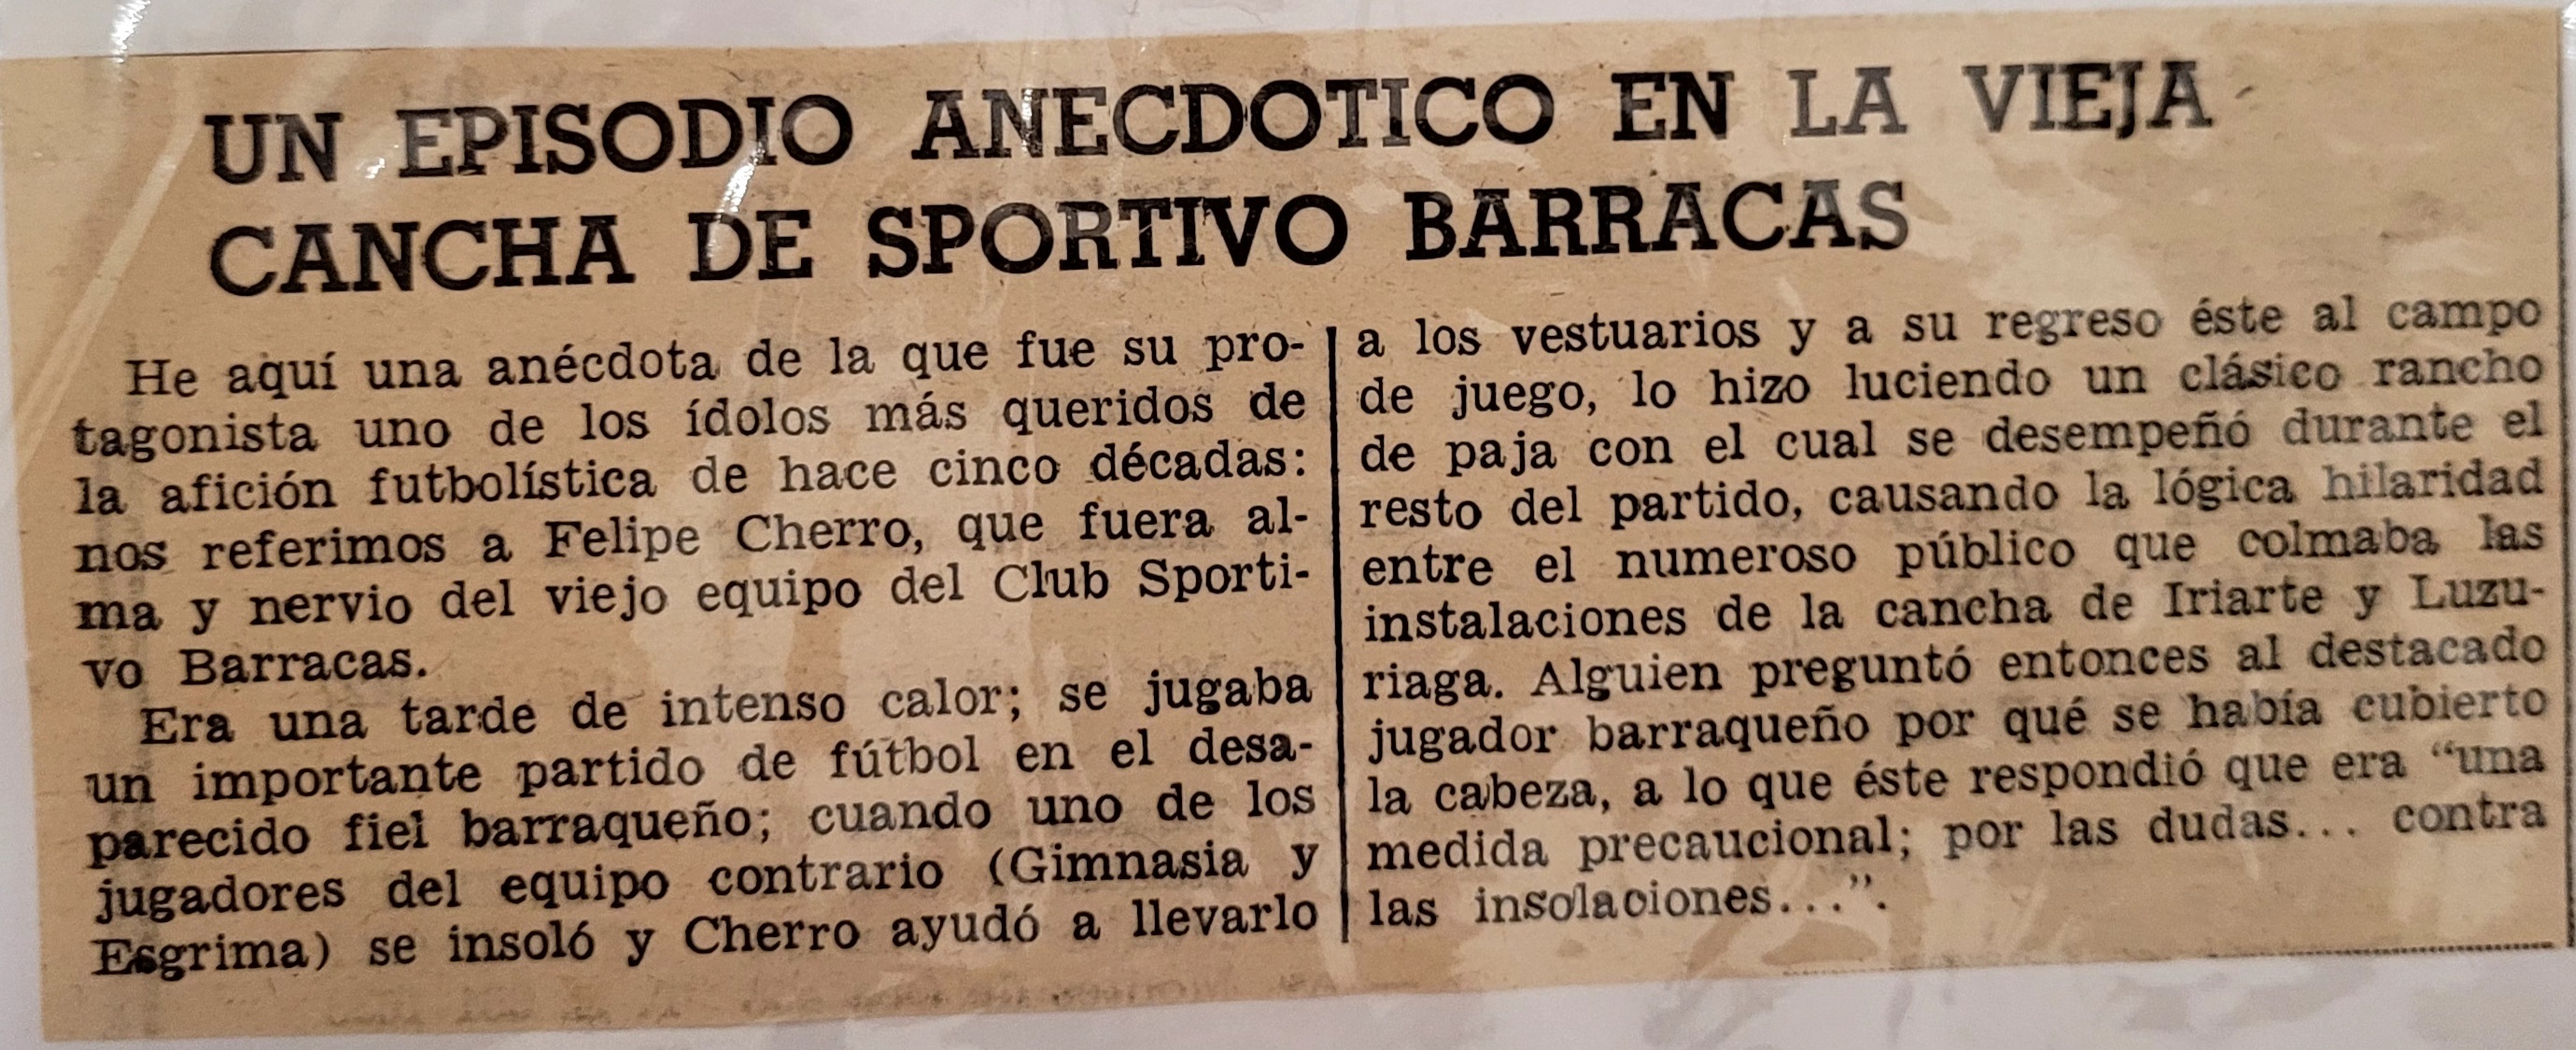 UN EPISODIO ANECDOTICO EN LA VIEJA
CANCHA DE SPORTIVO BARRACAS
He aquí una anécdota de la que fue su pro-
tagonista uno de los ídolos más queridos de
la afición futbolística de hace cinco décadas:
nos referimos a Felipe Cherro, que fuera al-
ma y nervio del viejo equipo del Club Sporti-
vo Barracas.
Era una tarde de intenso calor; se jugaba
un importante partido de fútbol en el desa-
parecido fiel barraqueño; cuando uno de los
jugadores del equipo contrario (Gimnasia y
Esgrima) se insoló y Cherro ayudó a llevarlo
a los vestuarios y a su regreso éste al campo
de juego, lo hizo luciendo un clásico rancho
de paja con el cual se desempeñó durante el
resto del partido, causando la lógica hilaridad
entre el numeroso público que colmaba las
instalaciones de la cancha de Iriarte y Luzu-
riaga. Alguien preguntó entonces al destacado
jugador barraqueño por qué se había cubierto
la cabeza, a lo que éste respondió que era “una
medida precaucional; por las dudas... contra
las insolaciones...”.